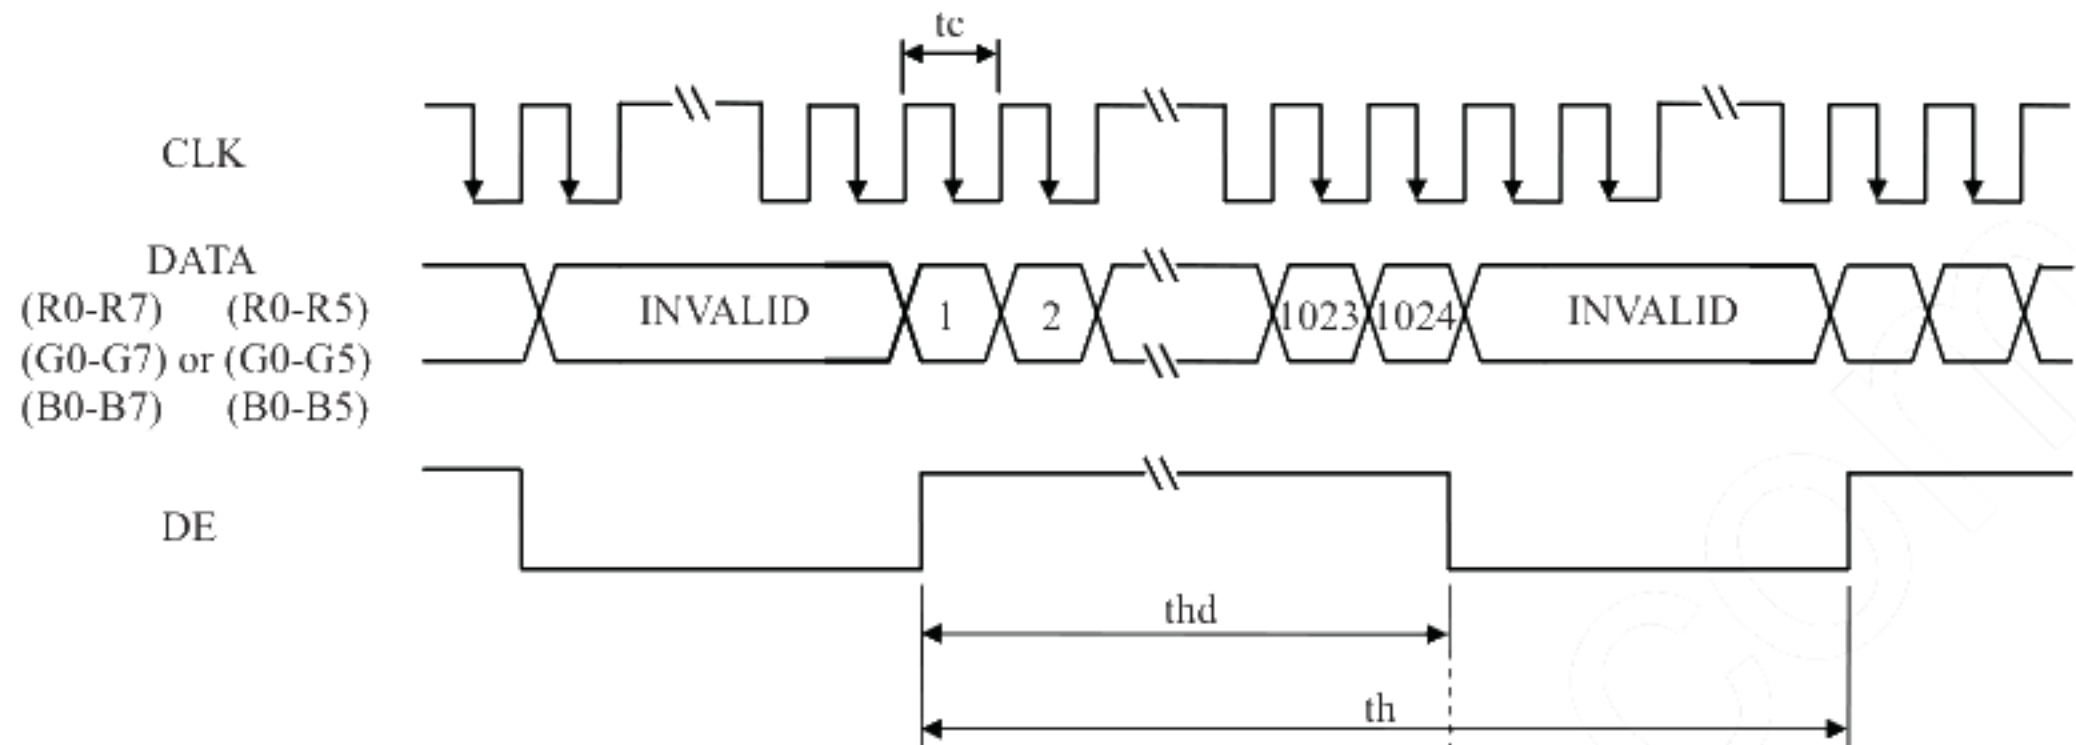 tc
CLK
DATA
(R0-R7) (R0-R5)
(G0-G7) or (G0-G5)
(B0-B7) (B0-B5)
INVALID 1 2 1023 1024 INVALID
DE
thd
th
com